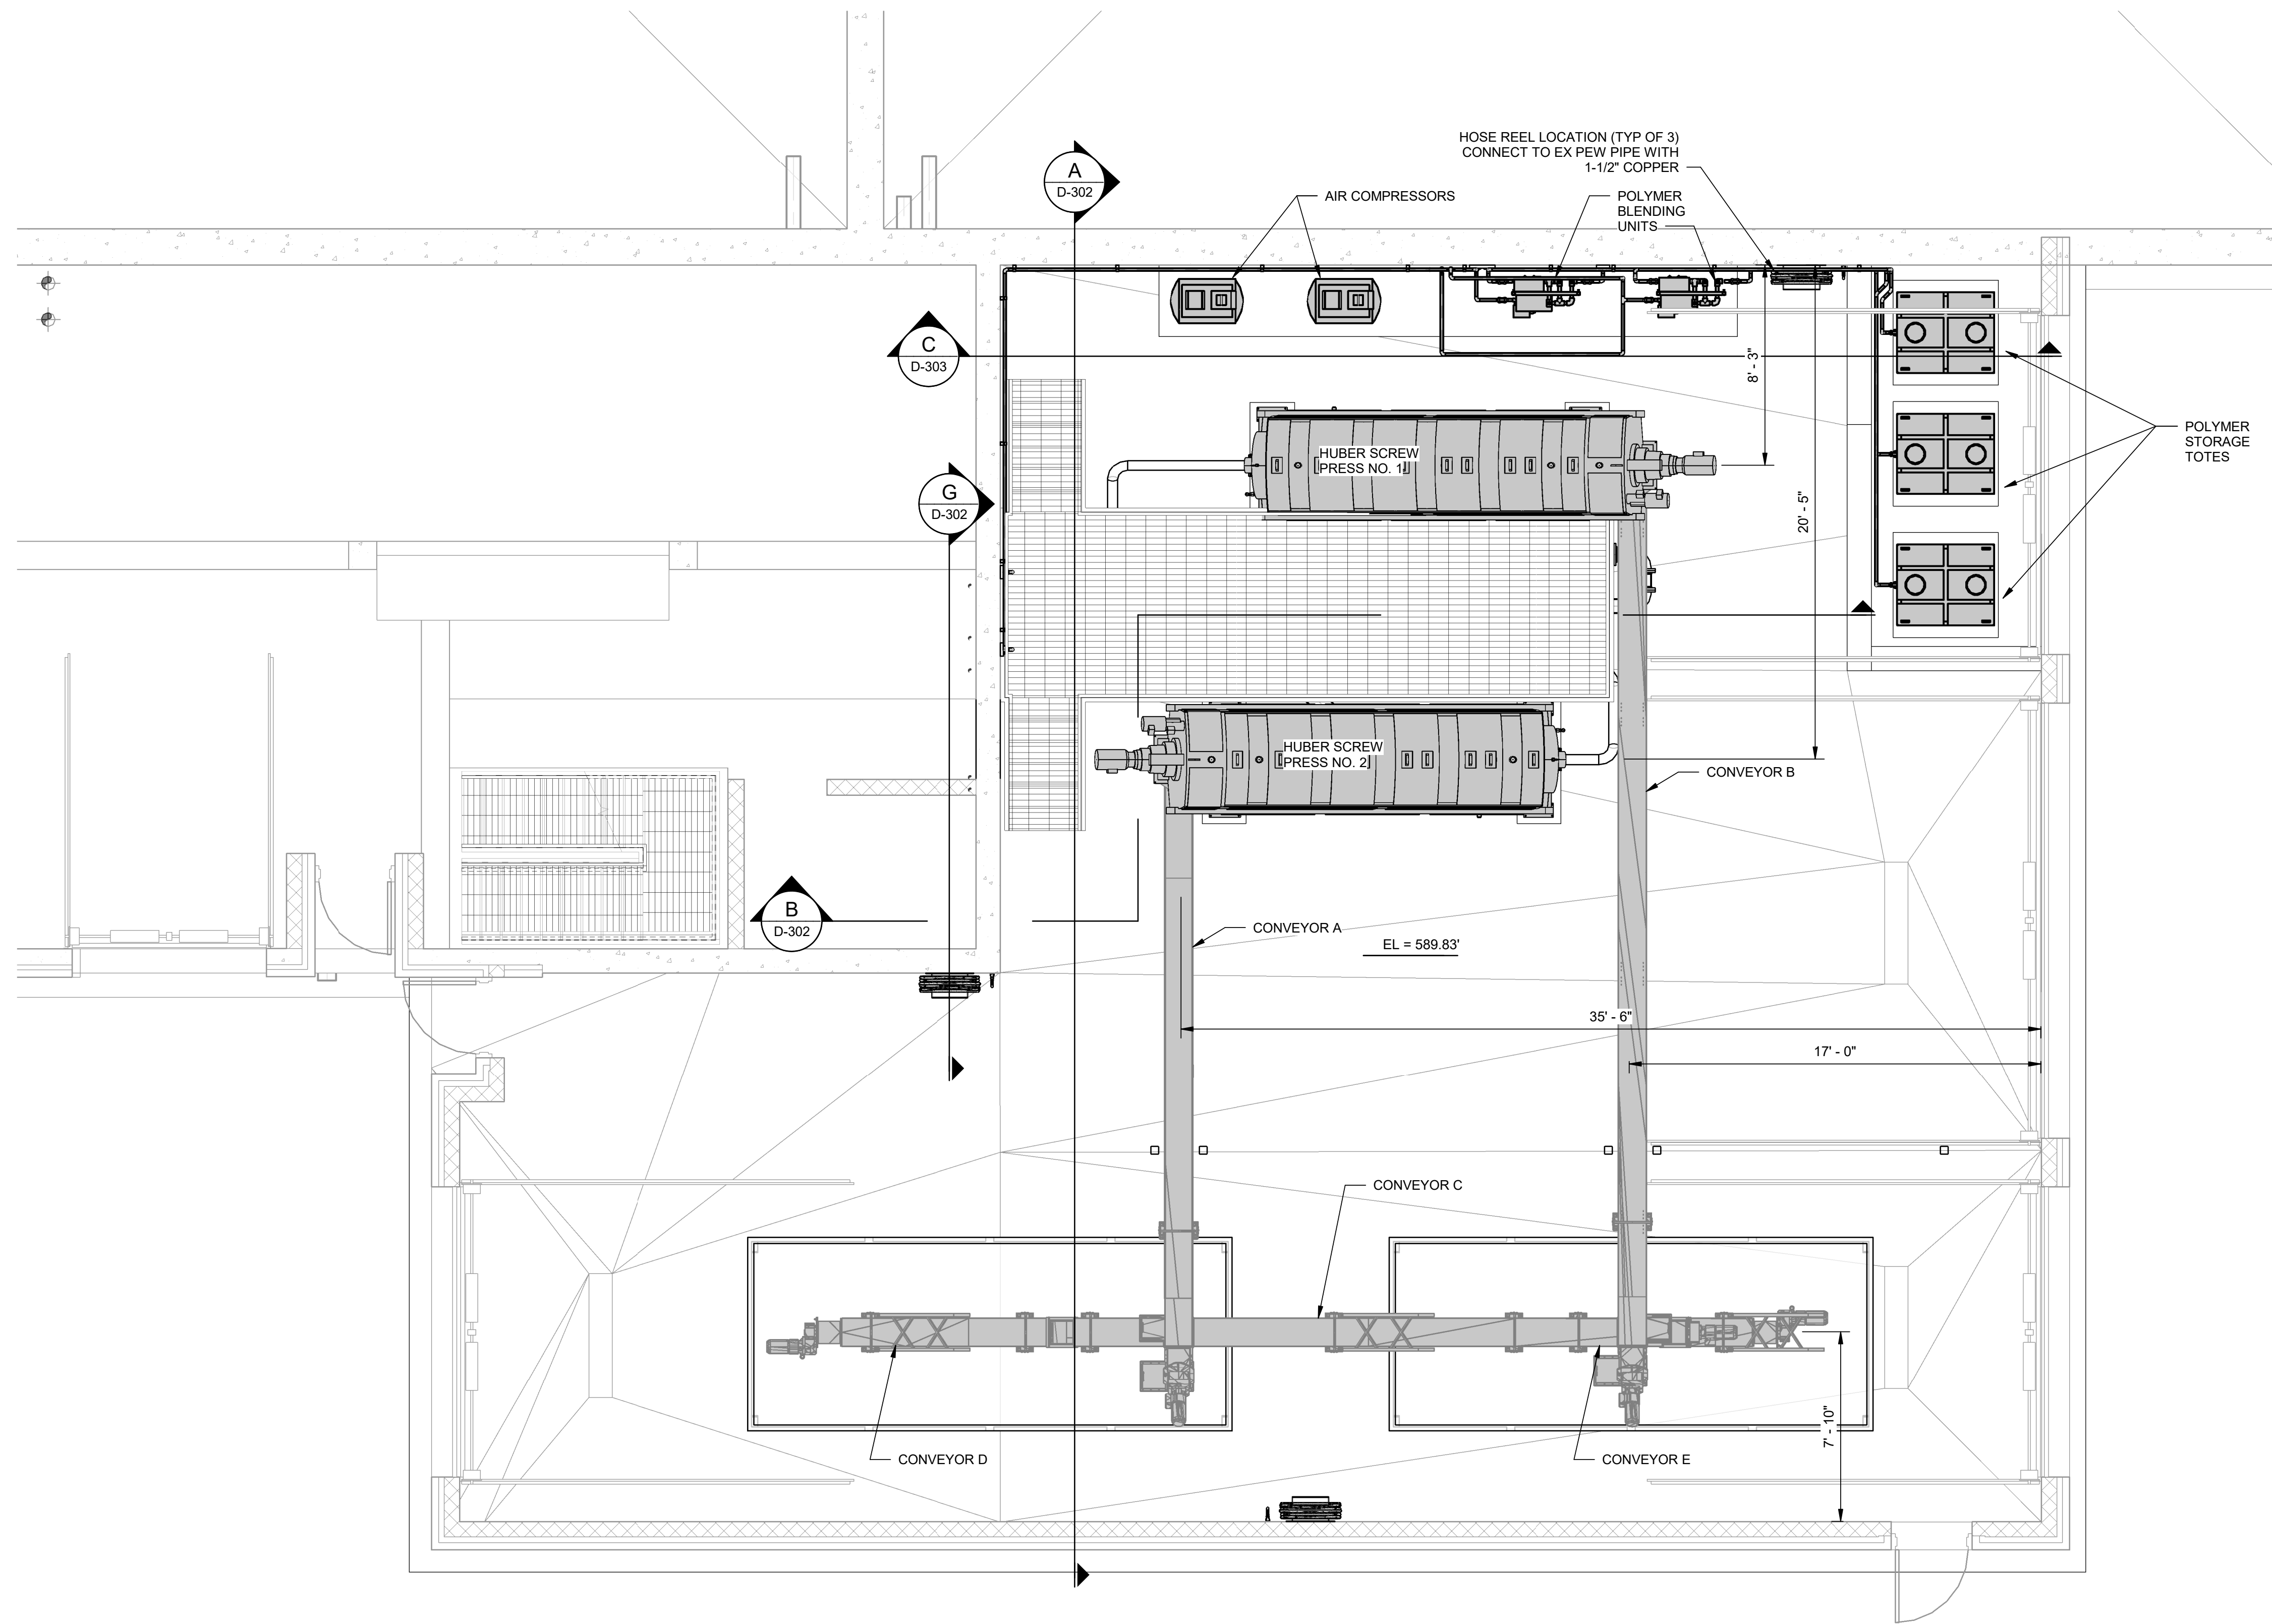 HOSE REEL LOCATION (TYP OF 3)
CONNECT TO EX PEW PIPE WITH
1-1/2" COPPER
A
D-302
AIR COMPRESSORS
POLYMER
BLENDING
UNITS
C
D-303
8' - 3"
POLYMER
STORAGE
TOTES
HUBER SCREW
PRESS NO. 1
G
D-302
20' - 5"
HUBER SCREW
PRESS NO. 2
CONVEYOR B
B
D-302
CONVEYOR A
EL = 589.83'
35' - 6"
17' - 0"
CONVEYOR C
7' - 10"
CONVEYOR D
CONVEYOR E